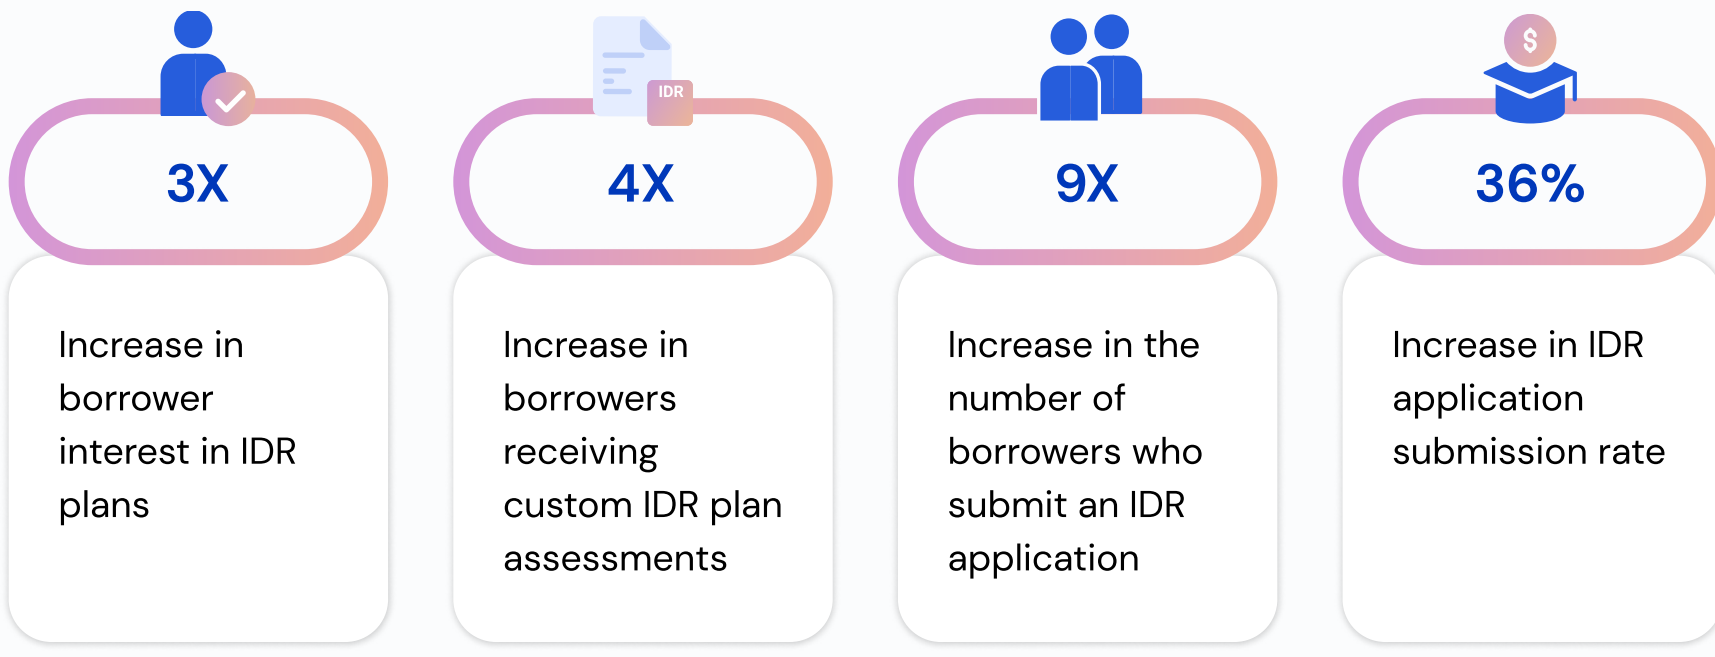 3X
Increase in
borrower
interest in IDR
plans
IDR
4X
Increase in
borrowers
receiving
custom IDR plan
assessments
9X
Increase in the
number of
borrowers who
submit an IDR
application
$
36%
Increase in IDR
application
submission rate